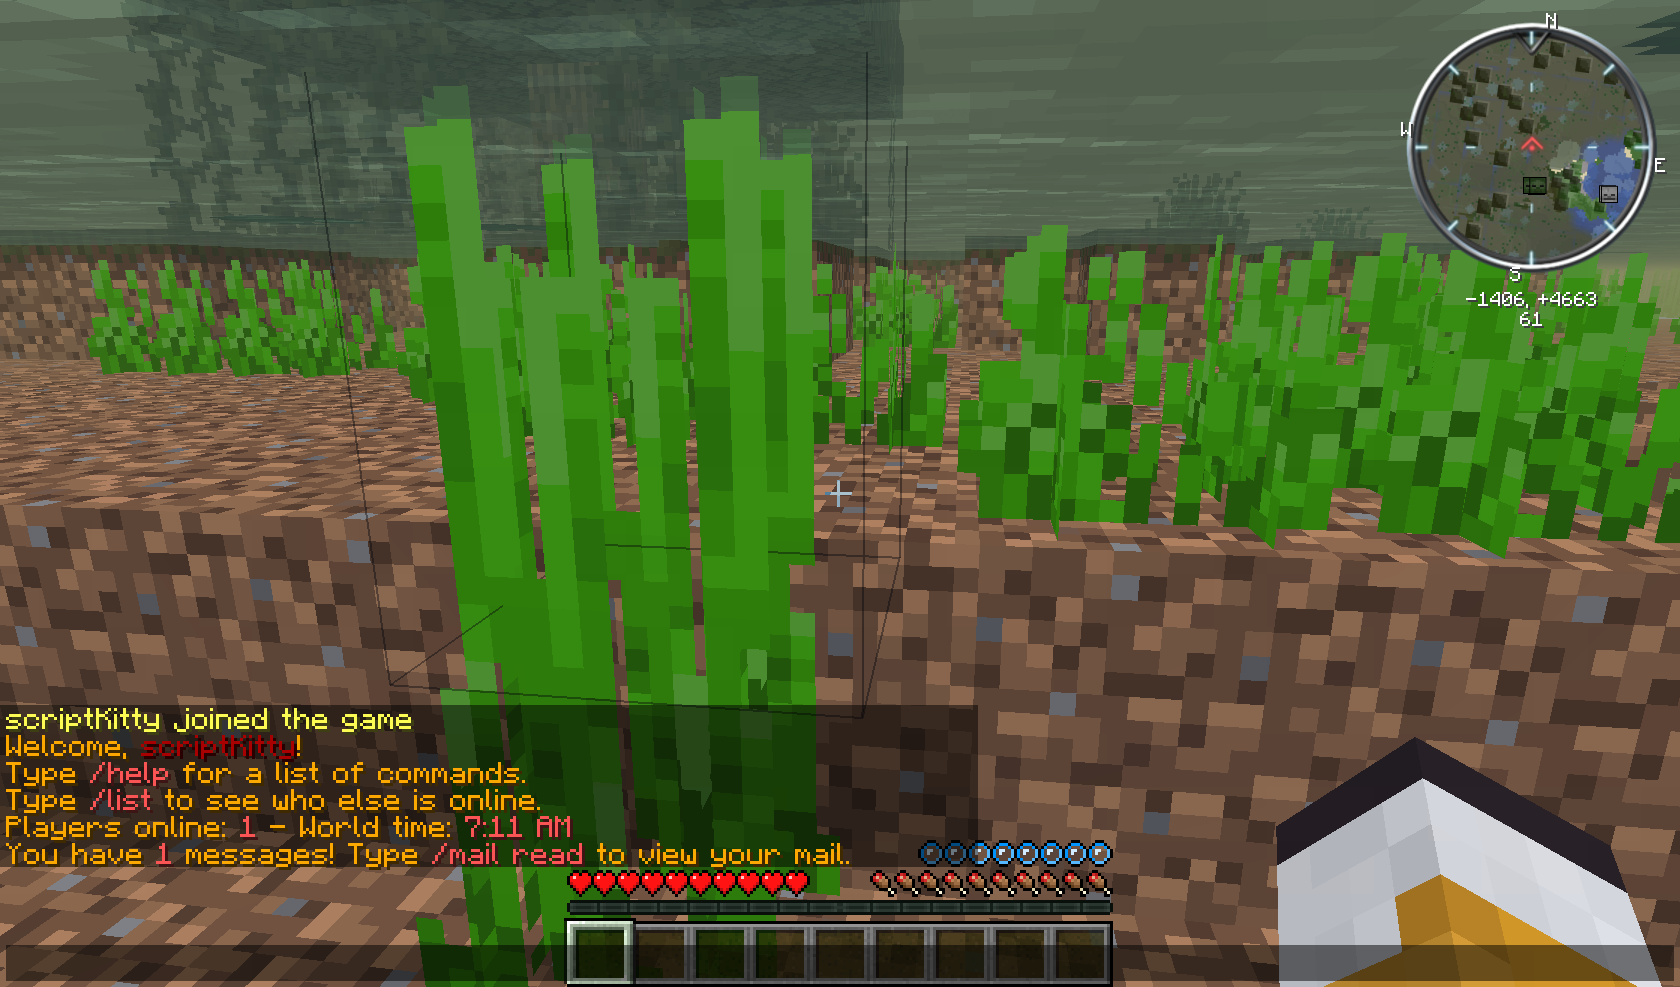 N
W
E
S
-1406, +4663
61
scriptKitty joined the game
Welcome, scriptKitty!
Type /help for a list of commands.
Type /list to see who else is online.
Players online: 1 - World time: 7:11 AM
You have 1 messages! Type /mail read to view your mail.